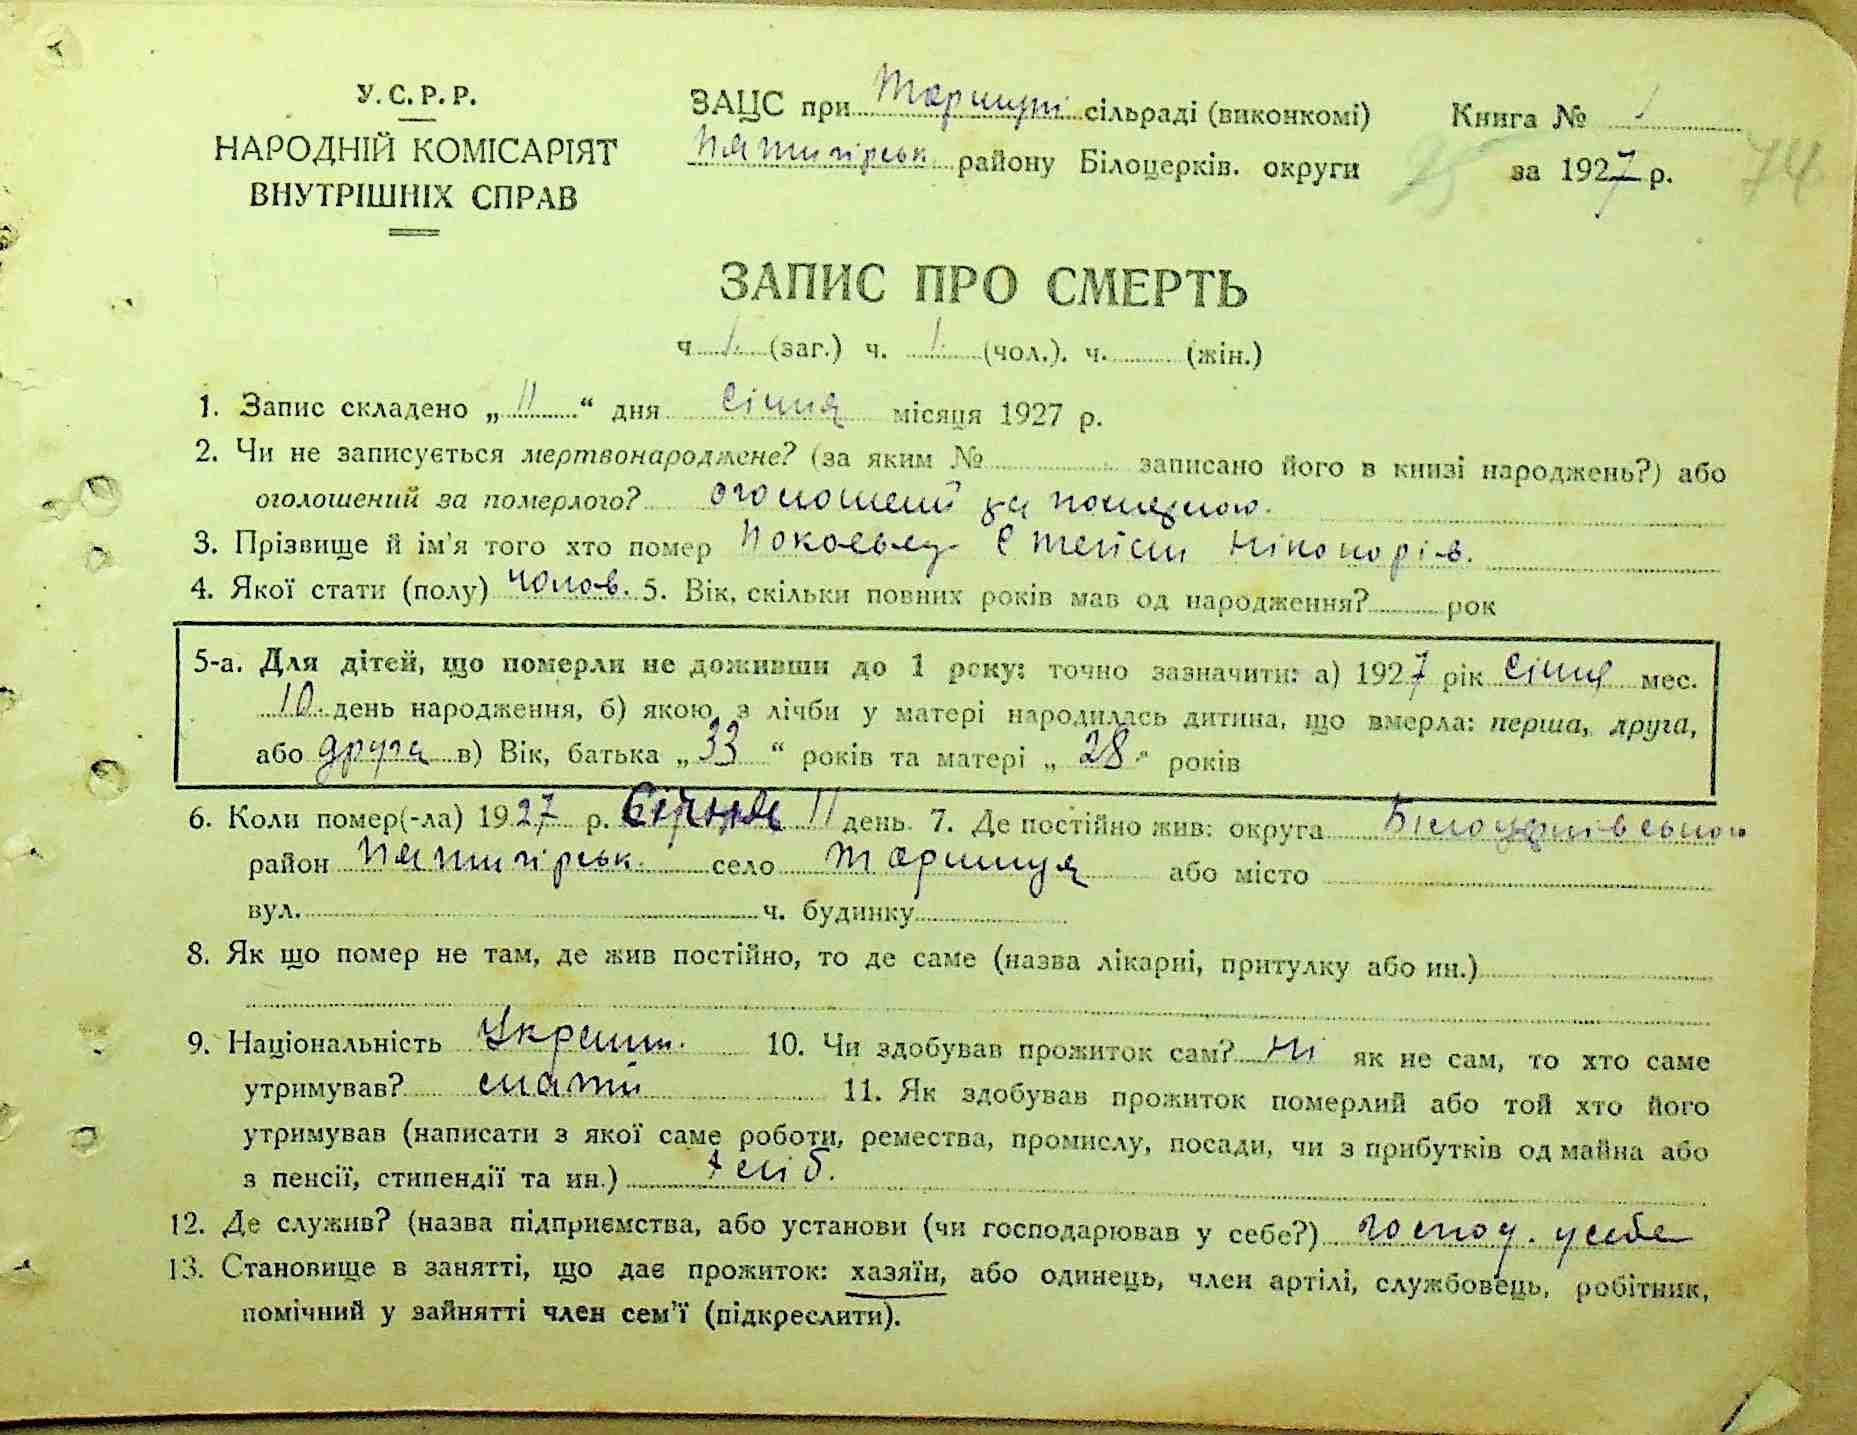 У.С.Р.Р.
НАРОДНІЙ КОМІСАРІЯТ
ВНУТРІШНІХ СПРАВ
ЗАЦС при сільраді (виконкомі)
Пятигірськ району Білоцерків. округи
Книга № 1
за 1927 р.
74
ЗАПИС ПРО СМЕРТЬ
ч. 1. (заг.) ч. 1. (чол.). ч. (жін.)
1. Запис складено „ 11 “ дня Січня місяця 1927 р.
2. Чи не записується мертвонароджене? (за яким № записано його в книзі народжень?) або
оголошений за померлого? оголошений за
3. Прізвище й ім'я того хто помер
4. Якої стати (полу) чолов. 5. Вік, скільки повних років мав од народження? рок
5-а. Для дітей, що померли не доживши до 1 року: точно зазначити: а) 1927 рік Січня мес.
10 день народження, б) якою з лічби у матері народилась дитина, що вмерла: перша, друга,
або друга в) Вік, батька „ 33 “ років та матері „ 28 “ років
6. Коли помер(-ла) 1927 р. Січня 11 день. 7. Де постійно жив: округа Білоцерківською
район Пятигірськ. село або місто
вул. ч. будинку
8. Як що помер не там, де жив постійно, то де саме (назва лікарні, притулку або ин.)
9. Національність Україн. 10. Чи здобував прожиток сам? Ні як не сам, то хто саме
утримував? 11. Як здобував прожиток померлий або той хто його
утримував (написати з якої саме роботи, ремества, промислу, посади, чи з прибутків од майна або
з пенсії, стипендії та ин.)
12. Де служив? (назва підприємства, або установи (чи господарював у себе?) господ. у себе
13. Становище в занятті, що дає прожиток: хазяїн, або одинець, член артілі, службовець, робітник,
помічний у зайнятті член сем'ї (підкреслити).